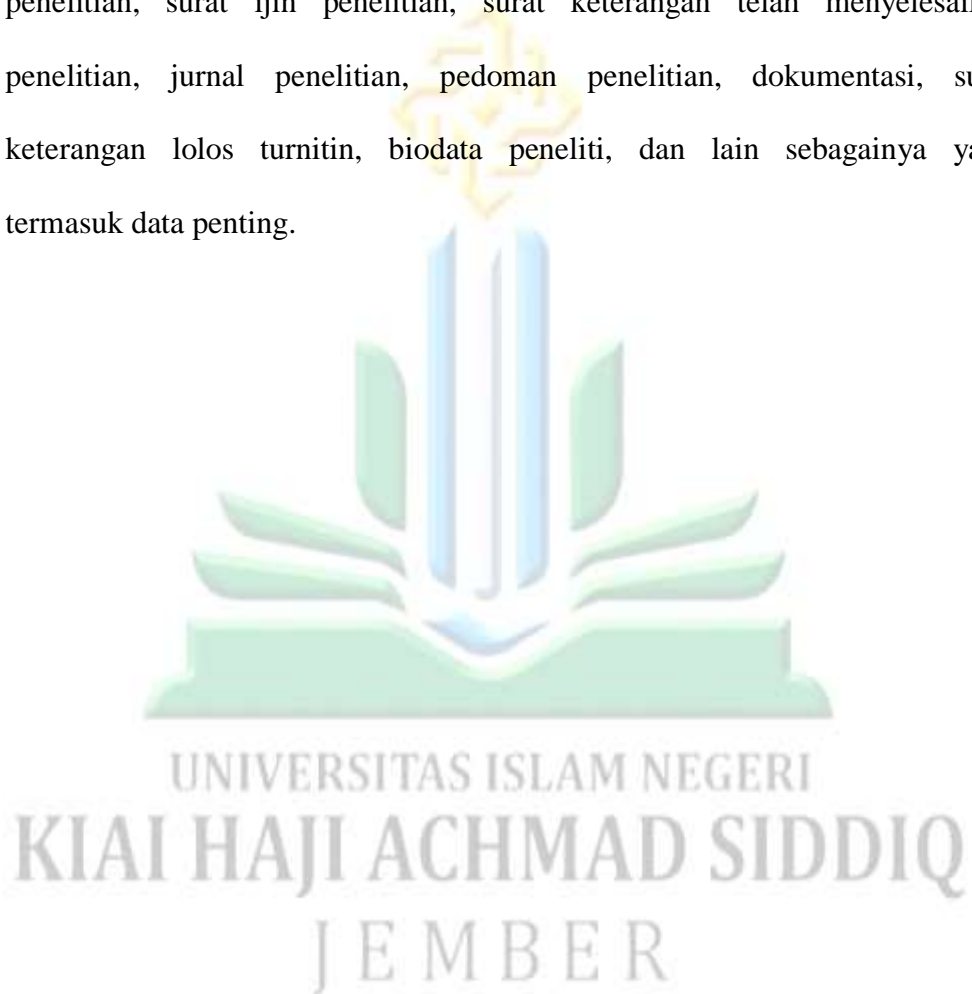 penelitian, surat ijin penelitian, surat keterangan telah menyelesai
penelitian, jurnal penelitian, pedoman penelitian, dokumentasi, su
keterangan lolos turnitin, biodata peneliti, dan lain sebagainya ya
termasuk data penting.
UNIVERSITAS ISLAM NEGERI
KIAI HAJI ACHMAD SIDDIQ
JEMBER